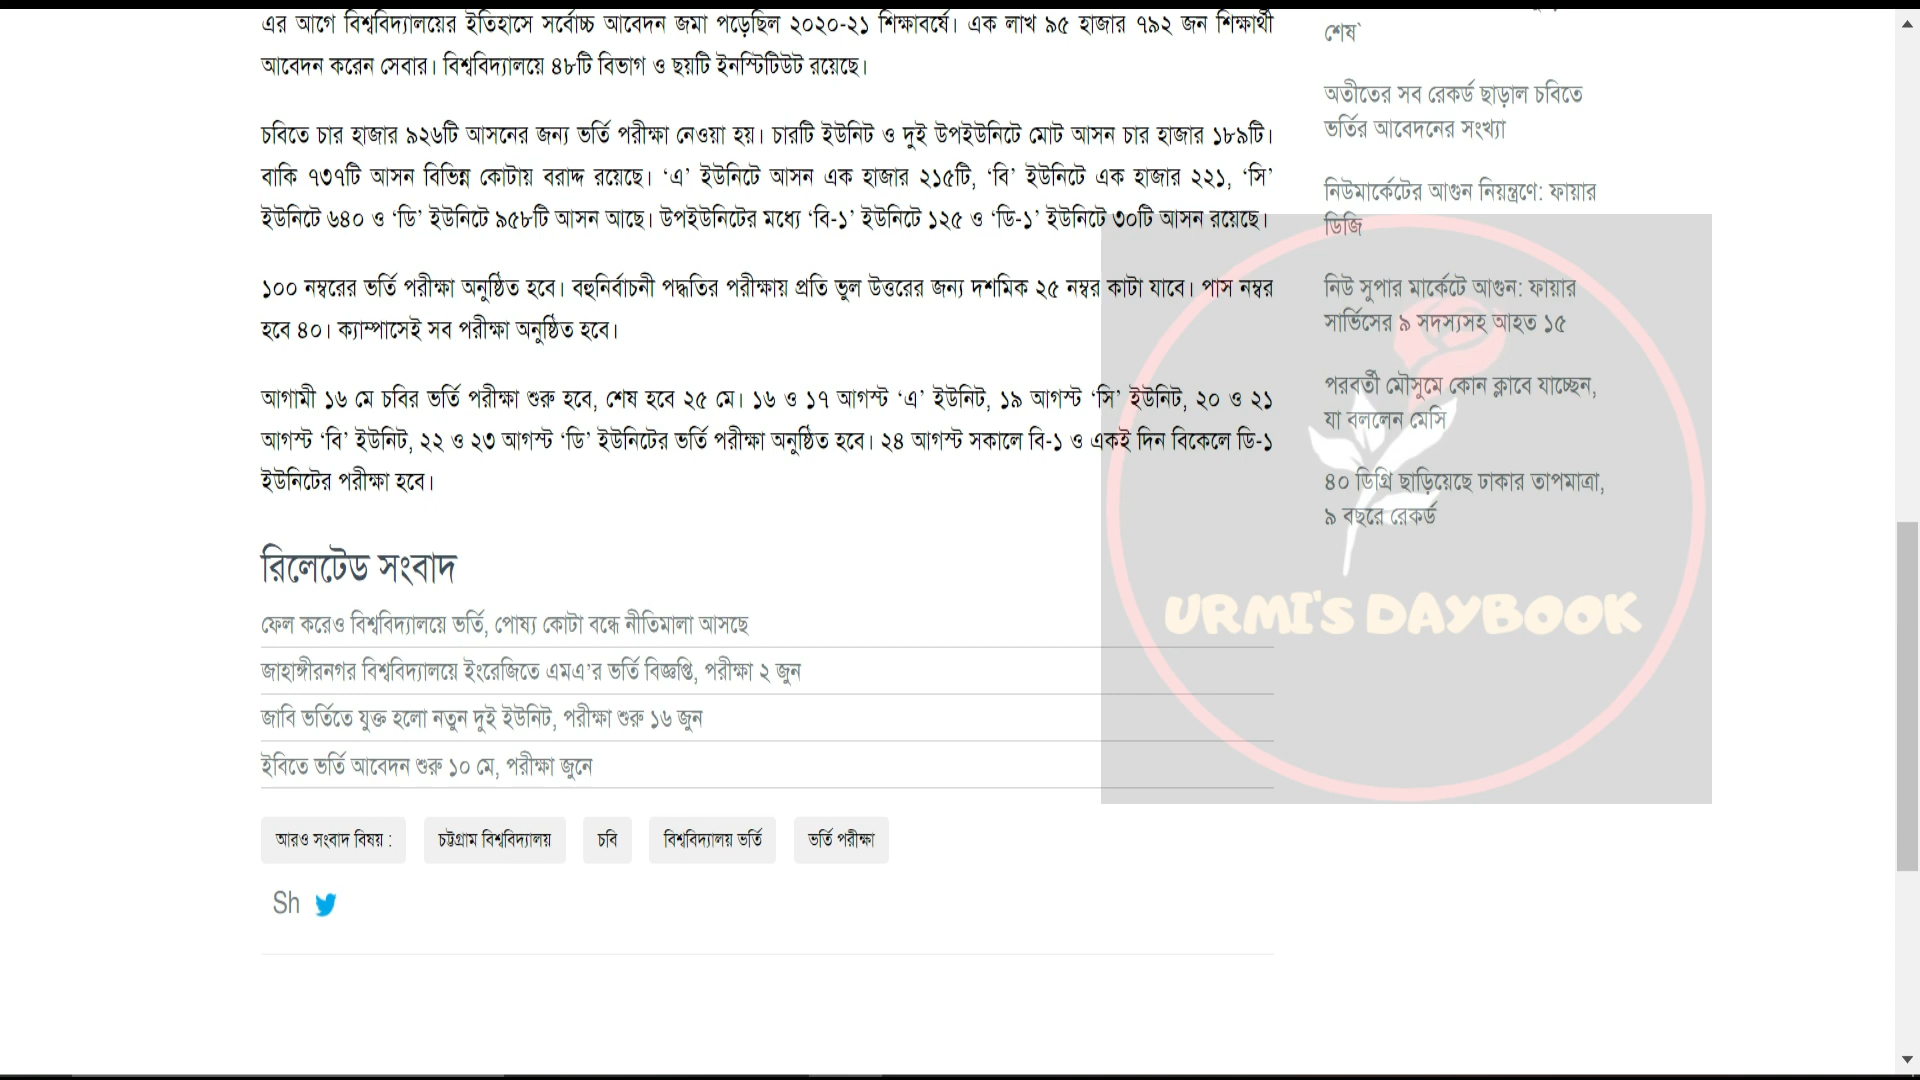 এর আগে বিশ্ববিদ্যালয়ের ইতিহাসে সর্বোচ্চ আবেদন জমা পড়েছিল ২০২০-২১ শিক্ষাবর্ষে। এক লাখ ৯৫ হাজার ৭৯২ জন শিক্ষার্থী
আবেদন করেন সেবার। বিশ্ববিদ্যালয়ে ৪৮টি বিভাগ ও ছয়টি ইনস্টিটিউট রয়েছে।
চবিতে চার হাজার ৯২৬টি আসনের জন্য ভর্তি পরীক্ষা নেওয়া হয়। চারটি ইউনিট ও দুই উপইউনিটে মোট আসন চার হাজার ১৮৯টি।
বাকি ৭৩৭টি আসন বিভিন্ন কোটায় বরাদ্দ রয়েছে। ‘এ’ ইউনিটে আসন এক হাজার ২১৫টি, ‘বি’ ইউনিটে এক হাজার ২২১, ‘সি’
ইউনিটে ৬৪০ ও ‘ডি’ ইউনিটে ৯৫৮টি আসন আছে। উপইউনিটের মধ্যে ‘বি-১’ ইউনিটে ১২৫ ও ‘ডি-১’ ইউনিটে ৩০টি আসন রয়েছে।
১০০ নম্বরের ভর্তি পরীক্ষা অনুষ্ঠিত হবে। বহুনির্বাচনী পদ্ধতির পরীক্ষায় প্রতি ভুল উত্তরের জন্য দশমিক ২৫ নম্বর কাটা যাবে। পাস নম্বর
হবে ৪০। ক্যাম্পাসেই সব পরীক্ষা অনুষ্ঠিত হবে।
আগামী ১৬ মে চবির ভর্তি পরীক্ষা শুরু হবে, শেষ হবে ২৫ মে। ১৬ ও ১৭ আগস্ট ‘এ’ ইউনিট, ১৯ আগস্ট ‘সি’ ইউনিট, ২০ ও ২১
আগস্ট ‘বি’ ইউনিট, ২২ ও ২৩ আগস্ট ‘ডি’ ইউনিটের ভর্তি পরীক্ষা অনুষ্ঠিত হবে। ২৪ আগস্ট সকালে বি-১ ও একই দিন বিকেলে ডি-১
ইউনিটের পরীক্ষা হবে।
রিলেটেড সংবাদ
ফেল করেও বিশ্ববিদ্যালয়ে ভর্তি, পোষ্য কোটা বন্ধে নীতিমালা আসছে
জাহাঙ্গীরনগর বিশ্ববিদ্যালয়ে ইংরেজিতে এমএ’র ভর্তি বিজ্ঞপ্তি, পরীক্ষা ২ জুন
জাবি ভর্তিতে যুক্ত হলো নতুন দুই ইউনিট, পরীক্ষা শুরু ১৬ জুন
ইবিতে ভর্তি আবেদন শুরু ১০ মে, পরীক্ষা জুনে
আরও সংবাদ বিষয় : চট্টগ্রাম বিশ্ববিদ্যালয় চবি বিশ্ববিদ্যালয় ভর্তি ভর্তি পরীক্ষা
Sh
শেষ`
অতীতের সব রেকর্ড ছাড়াল চবিতে
ভর্তির আবেদনের সংখ্যা
নিউমার্কেটের আগুন নিয়ন্ত্রণে: ফায়ার
ডিজি
নিউ সুপার মার্কেটে আগুন: ফায়ার
সার্ভিসের ৯ সদস্যসহ আহত ১৫
পরবর্তী মৌসুমে কোন ক্লাবে যাচ্ছেন,
যা বললেন মেসি
৪০ ডিগ্রি ছাড়িয়েছে ঢাকার তাপমাত্রা,
৯ বছরে রেকর্ড
URMI'S DAYBOOK